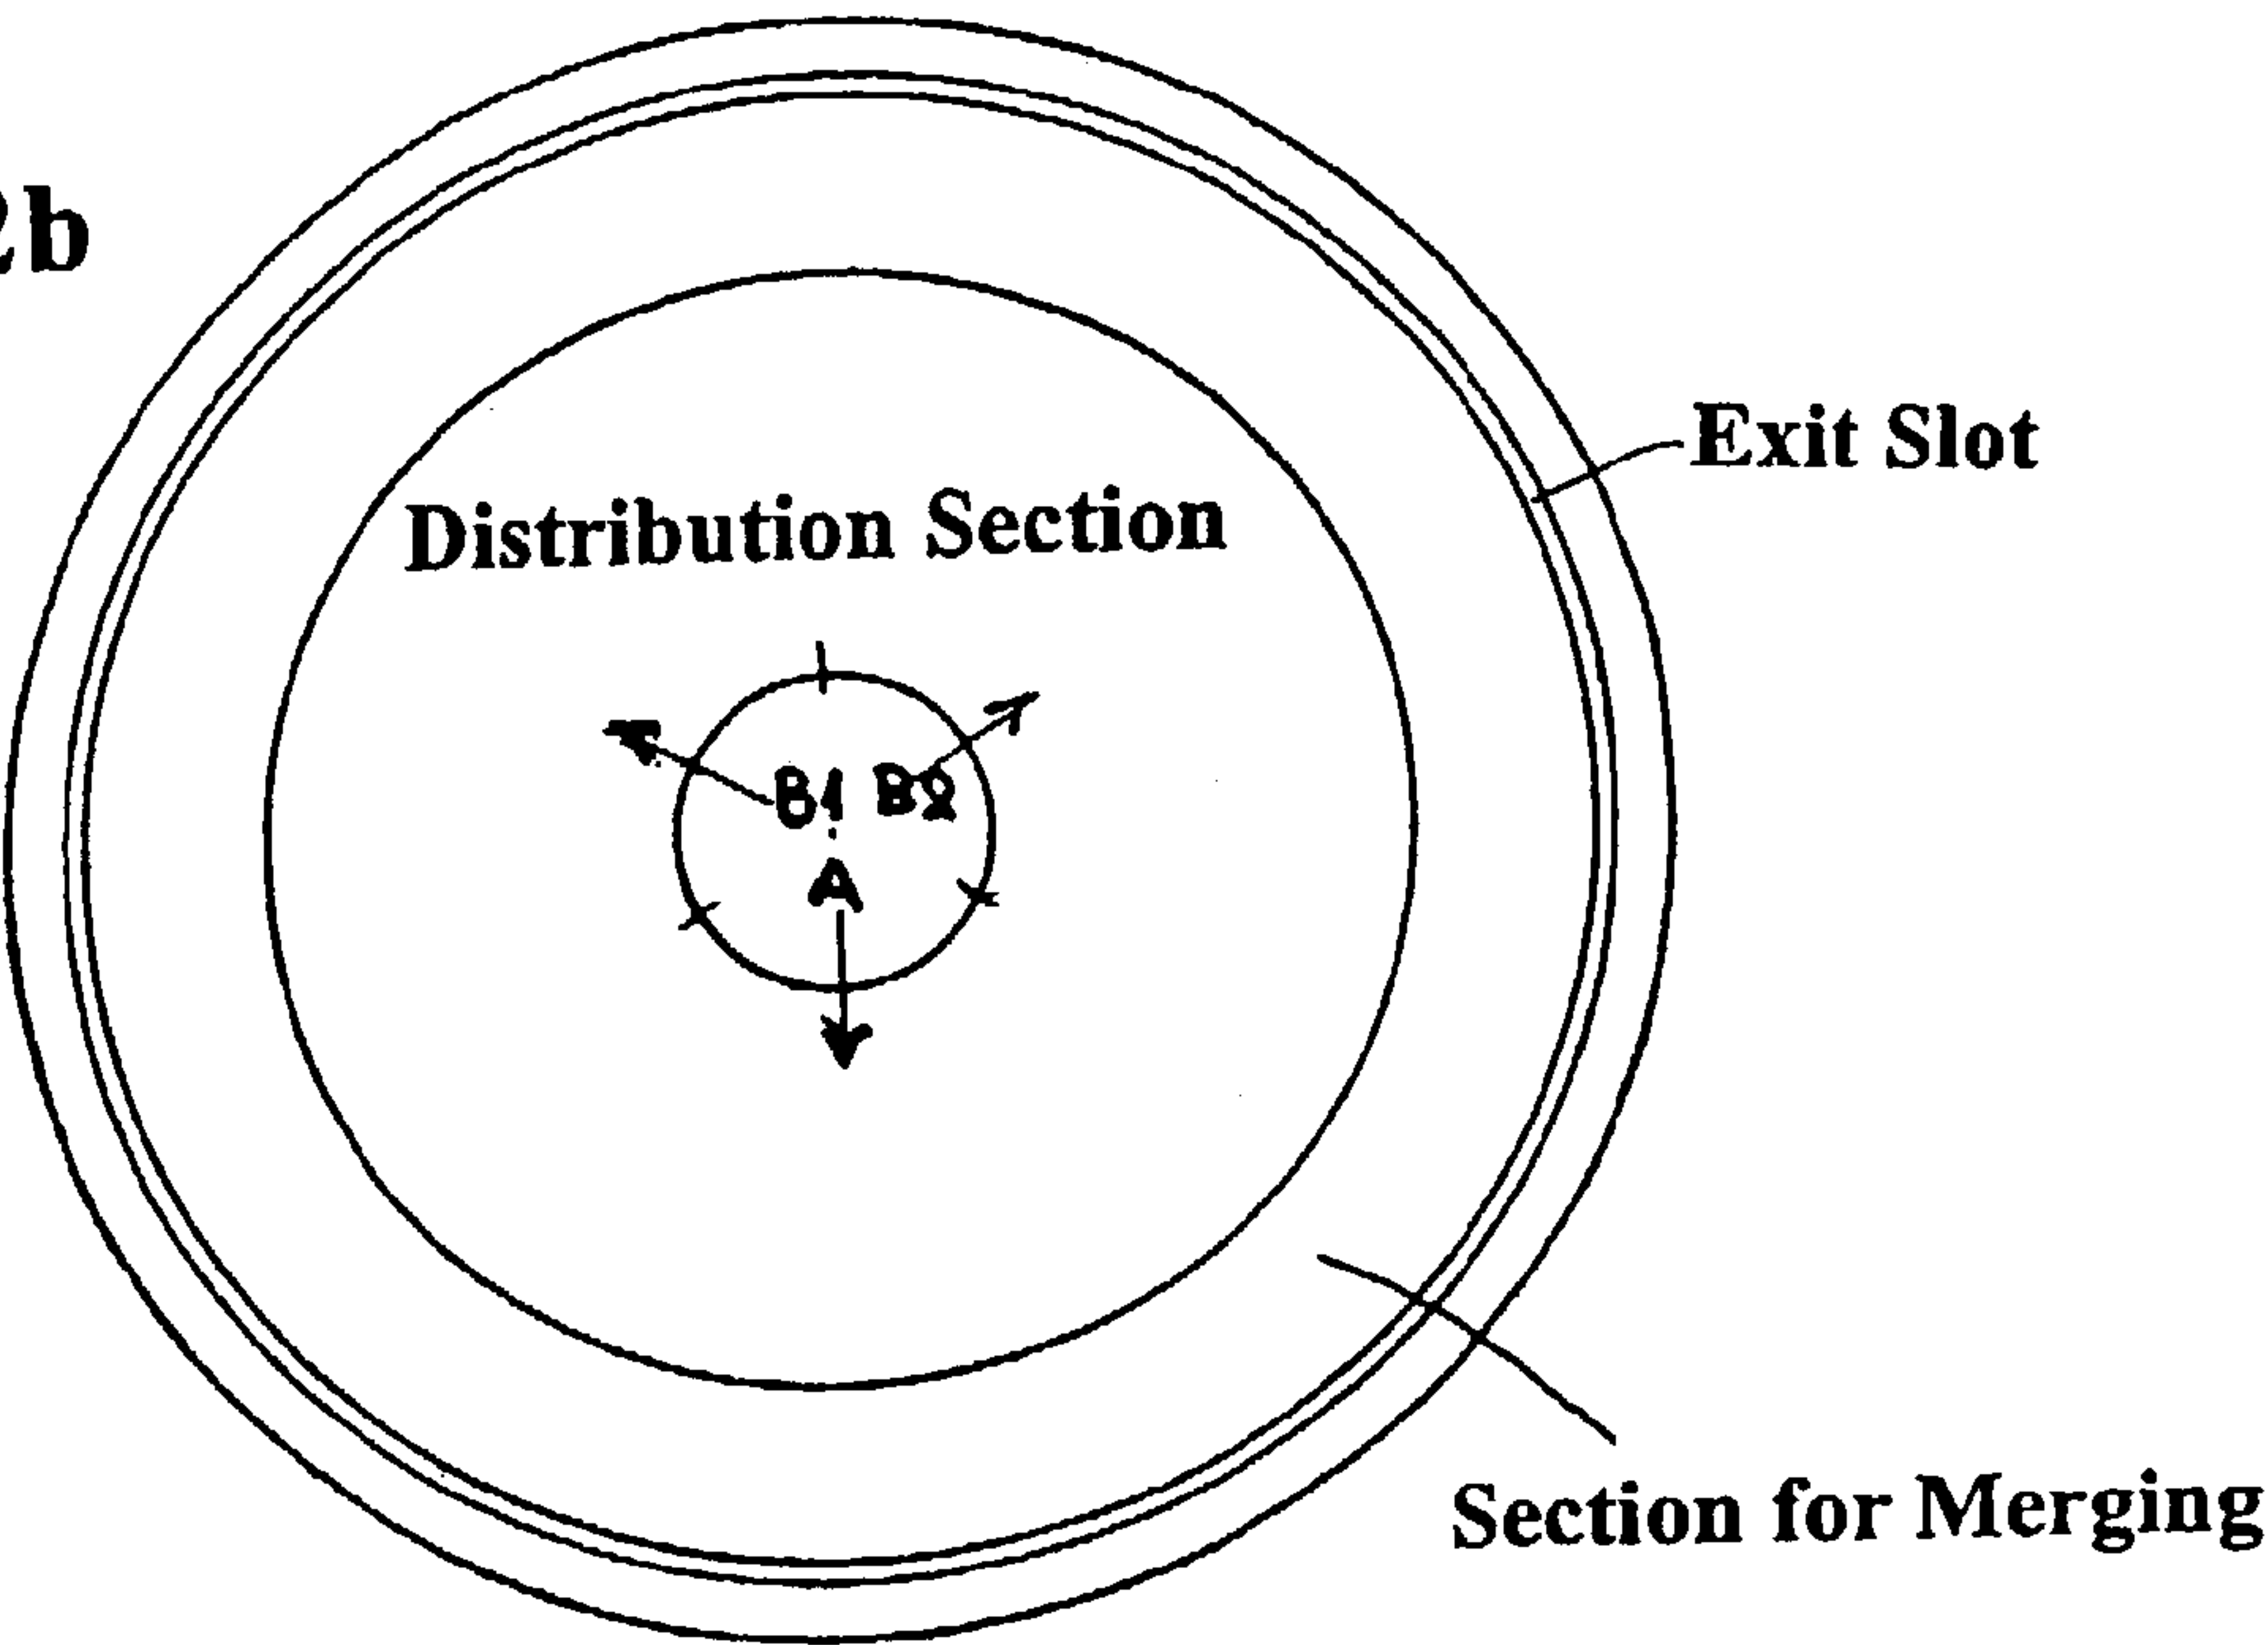 2b
Exit Slot
Distribution Section
B1 B2
A
Section for Merging